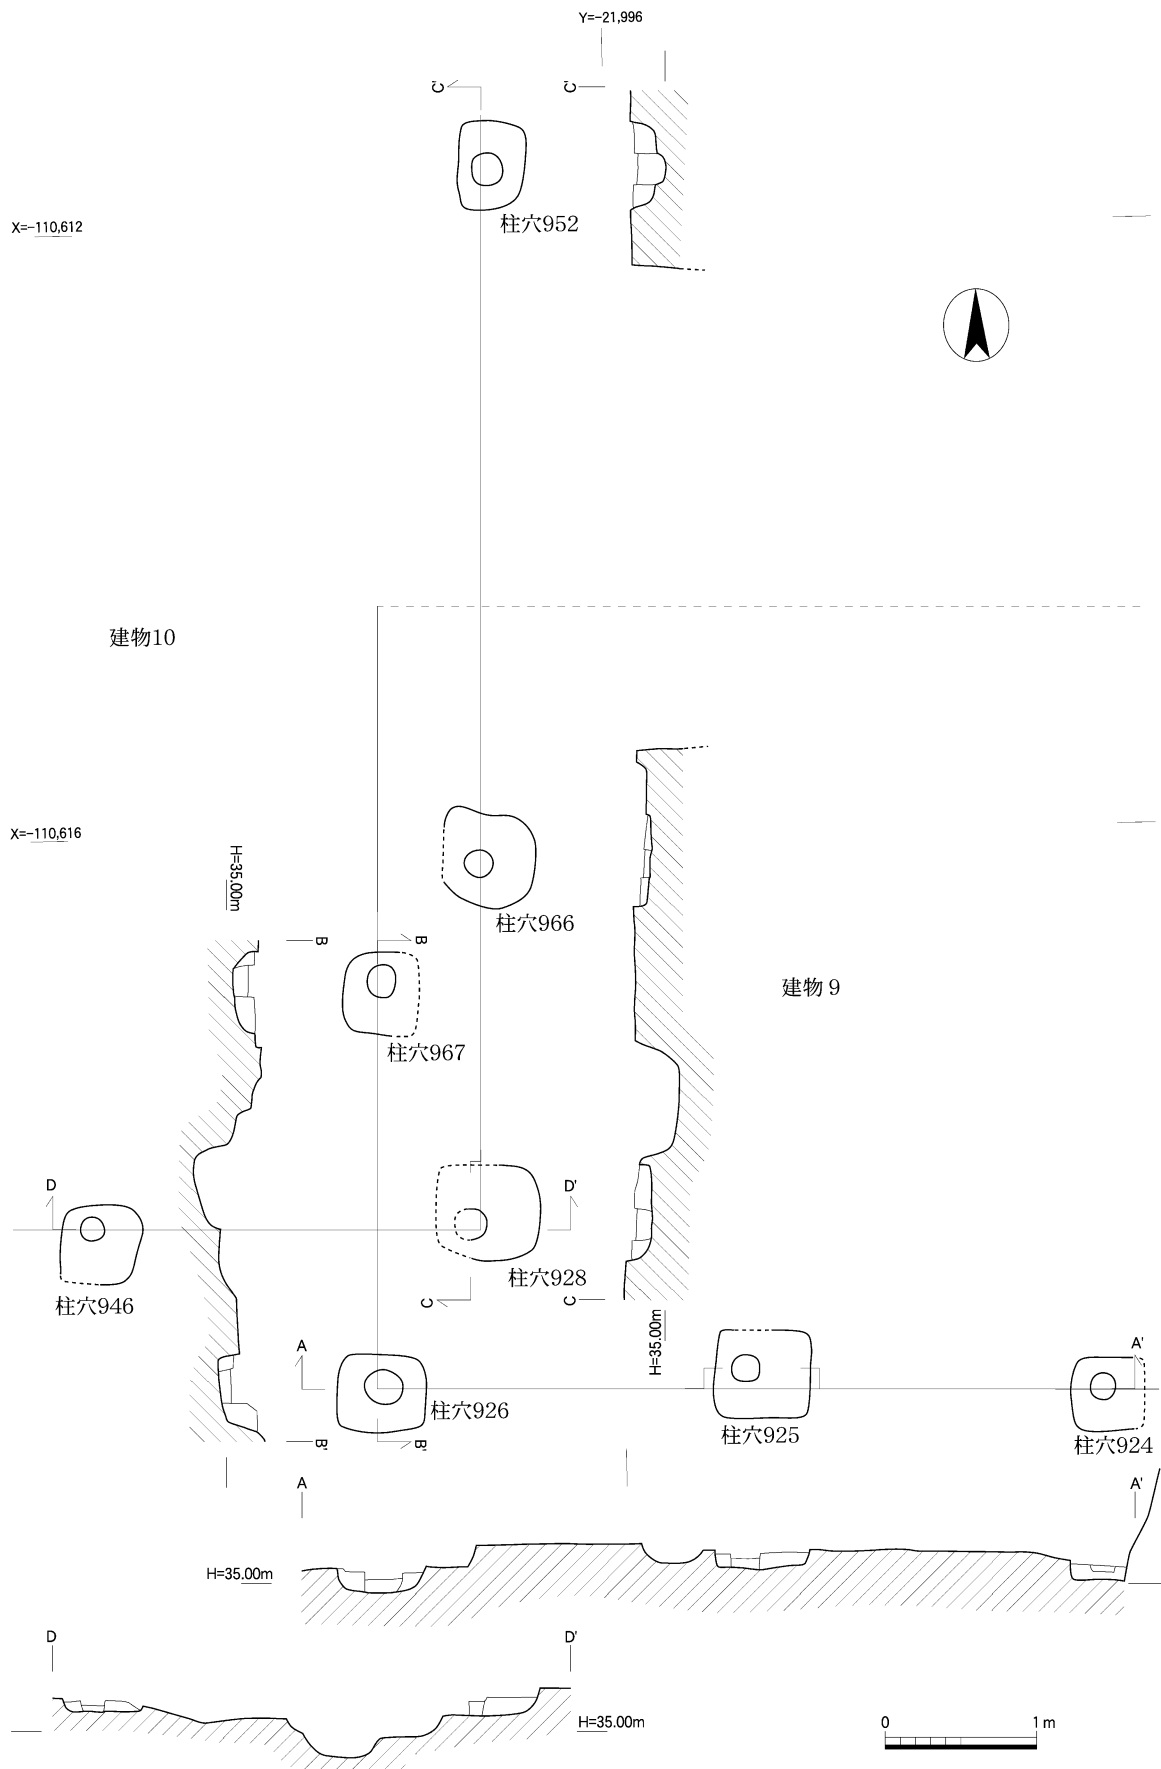 Y=-21,996
C'
C'
柱穴952
X=-110,612
建物10
X=-110,616
H=35.00m
柱穴966
B
B
建物 9
柱穴967
D
D'
柱穴928
柱穴946
C
C
H=35.00m
A
A'
柱穴926
柱穴925
柱穴924
B'
B'
A
A'
H=35.00m
D
D'
H=35.00m
0
1 m